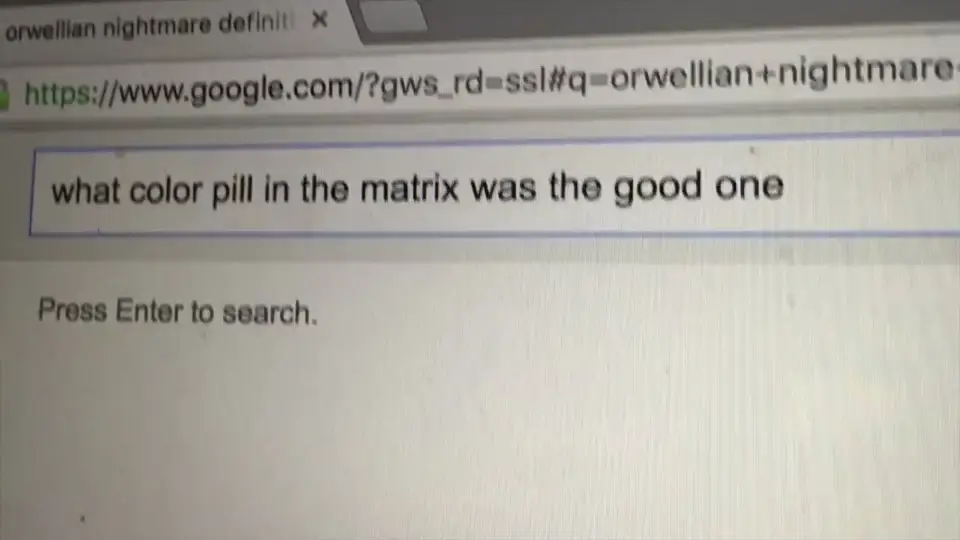 orwellian nightmare definiti
https://www.google.com/?gws_rd=ssl#q=orwellian+nightmare
what color pill in the matrix was the good one
Press Enter to search.